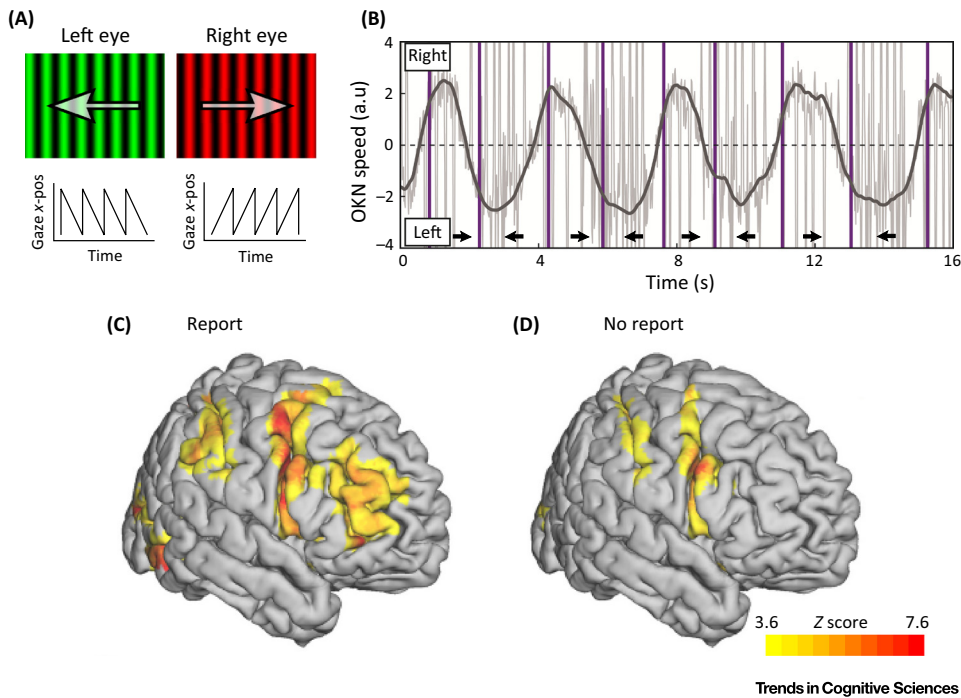 (A)
Left eye
Right eye
Gaze x-pos
Time
Gaze x-pos
Time
(B)
OKN speed (a.u)
4
2
0
−2
−4
Right
Left
0 4 8 12 16
Time (s)
(C) Report
(D) No report
3.6 Z score 7.6
Trends in Cognitive Sciences